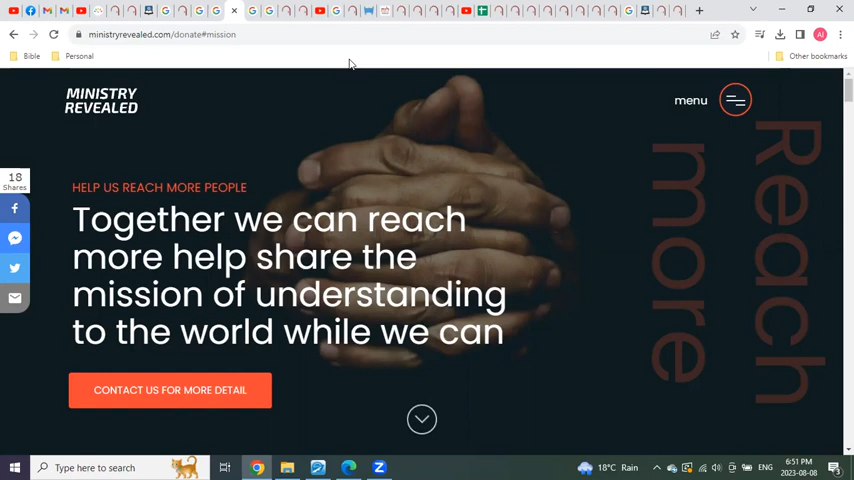 ministryrevealed.com/donate#mission
AI
Bible
Personal
Other bookmarks
MINISTRY
REVEALED
menu
18
Shares
HELP US REACH MORE PEOPLE
Together we can reach
more help share the
mission of understanding
to the world while we can
CONTACT US FOR MORE DETAIL
Reach
more
Type here to search
18°C Rain
ENG
6:51 PM
2023-08-08
3